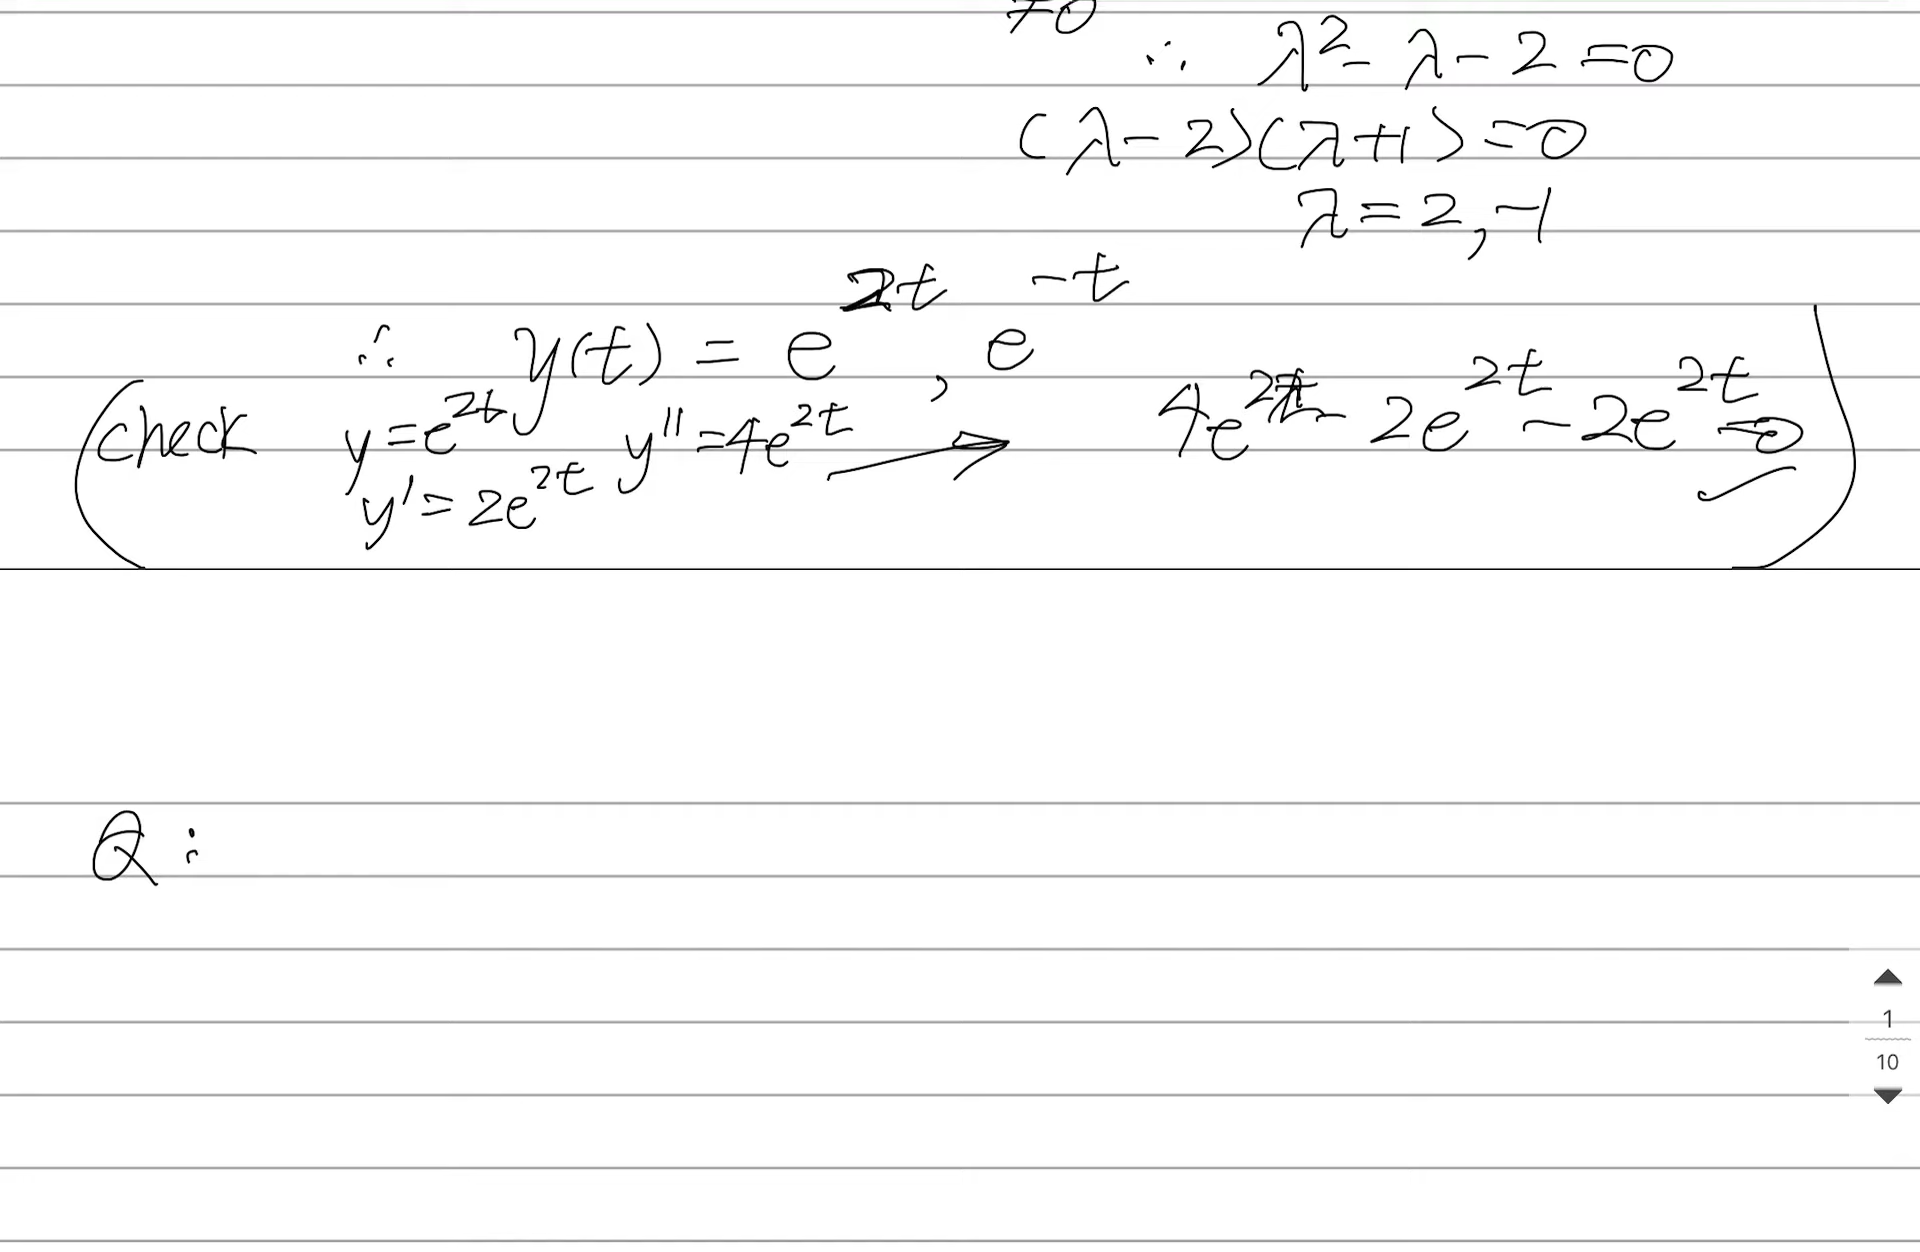 ≠0
∴ λ² - λ - 2 = 0
(λ - 2)(λ + 1) = 0
λ = 2, -1
∴ y(t) = e^{2t}, e^{-t}
(check y = e^{2t} y'' = 4e^{2t} → 4e^{2t} - 2e^{2t} - 2e^{2t} = 0
y' = 2e^{2t} ✓)
Q:
1
10